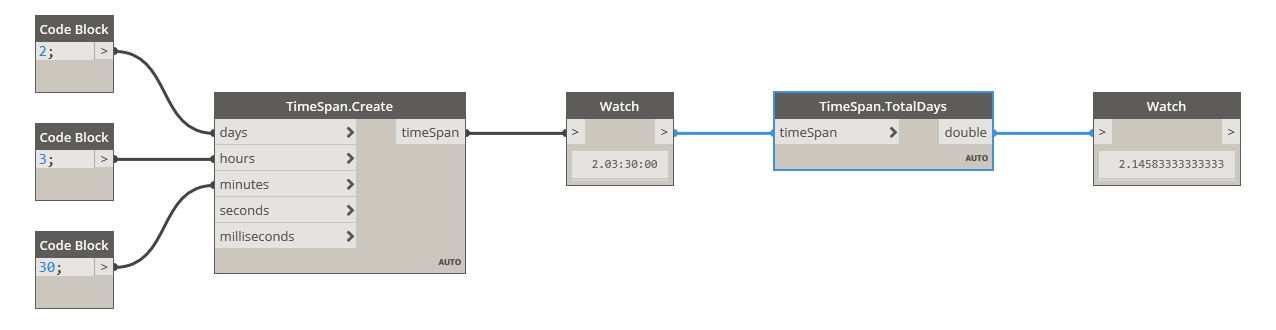 Code Block
2;
>
Code Block
3;
>
Code Block
30;
>
TimeSpan.Create
days
hours
minutes
seconds
milliseconds
timeSpan
AUTO
Watch
>
>
2.03:30:00
TimeSpan.TotalDays
timeSpan
double
AUTO
Watch
>
>
2.14583333333333